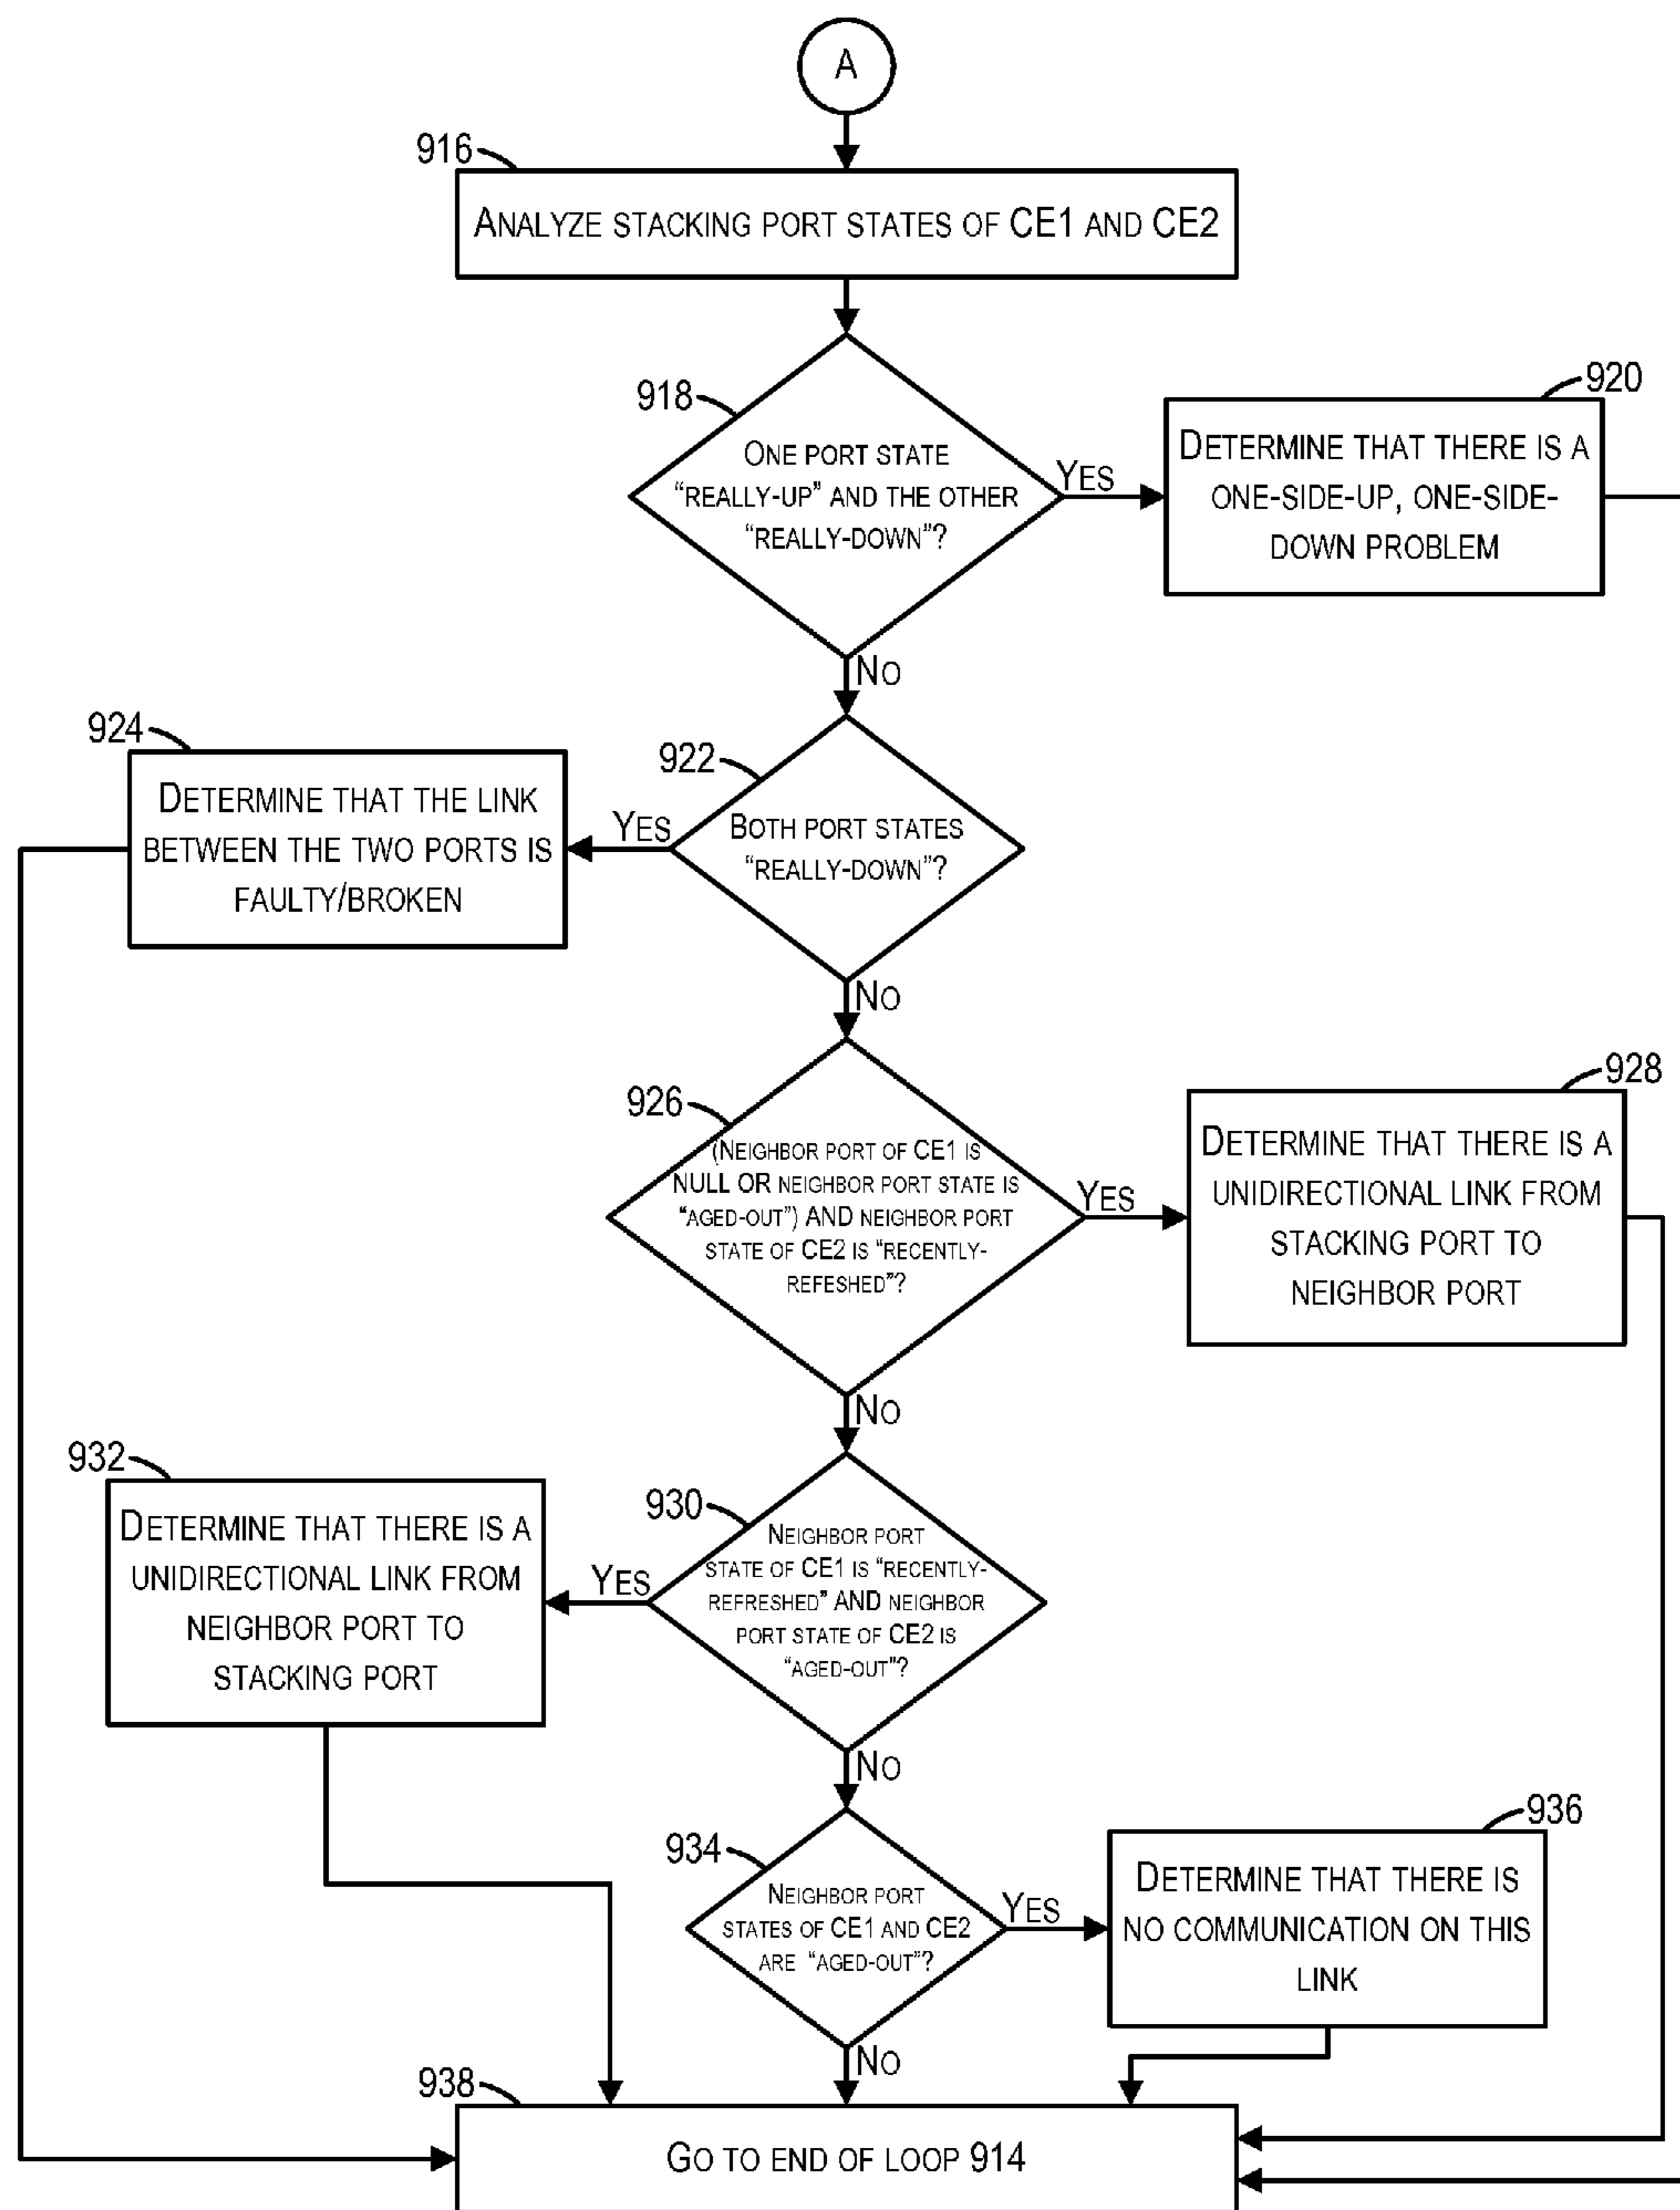 A
916
ANALYZE STACKING PORT STATES OF CE1 AND CE2
918
ONE PORT STATE
“REALLY-UP” AND THE OTHER
“REALLY-DOWN”?
YES
920
DETERMINE THAT THERE IS A
ONE-SIDE-UP, ONE-SIDE-
DOWN PROBLEM
NO
922
BOTH PORT STATES
“REALLY-DOWN”?
YES
924
DETERMINE THAT THE LINK
BETWEEN THE TWO PORTS IS
FAULTY/BROKEN
NO
926
(NEIGHBOR PORT OF CE1 IS
NULL OR NEIGHBOR PORT STATE IS
“AGED-OUT”) AND NEIGHBOR PORT
STATE OF CE2 IS “RECENTLY-
REFESHED”?
YES
928
DETERMINE THAT THERE IS A
UNIDIRECTIONAL LINK FROM
STACKING PORT TO
NEIGHBOR PORT
NO
930
NEIGHBOR PORT
STATE OF CE1 IS “RECENTLY-
REFRESHED” AND NEIGHBOR
PORT STATE OF CE2 IS
“AGED-OUT”?
YES
932
DETERMINE THAT THERE IS A
UNIDIRECTIONAL LINK FROM
NEIGHBOR PORT TO
STACKING PORT
NO
934
NEIGHBOR PORT
STATES OF CE1 AND CE2
ARE “AGED-OUT”?
YES
936
DETERMINE THAT THERE IS
NO COMMUNICATION ON THIS
LINK
NO
938
GO TO END OF LOOP 914